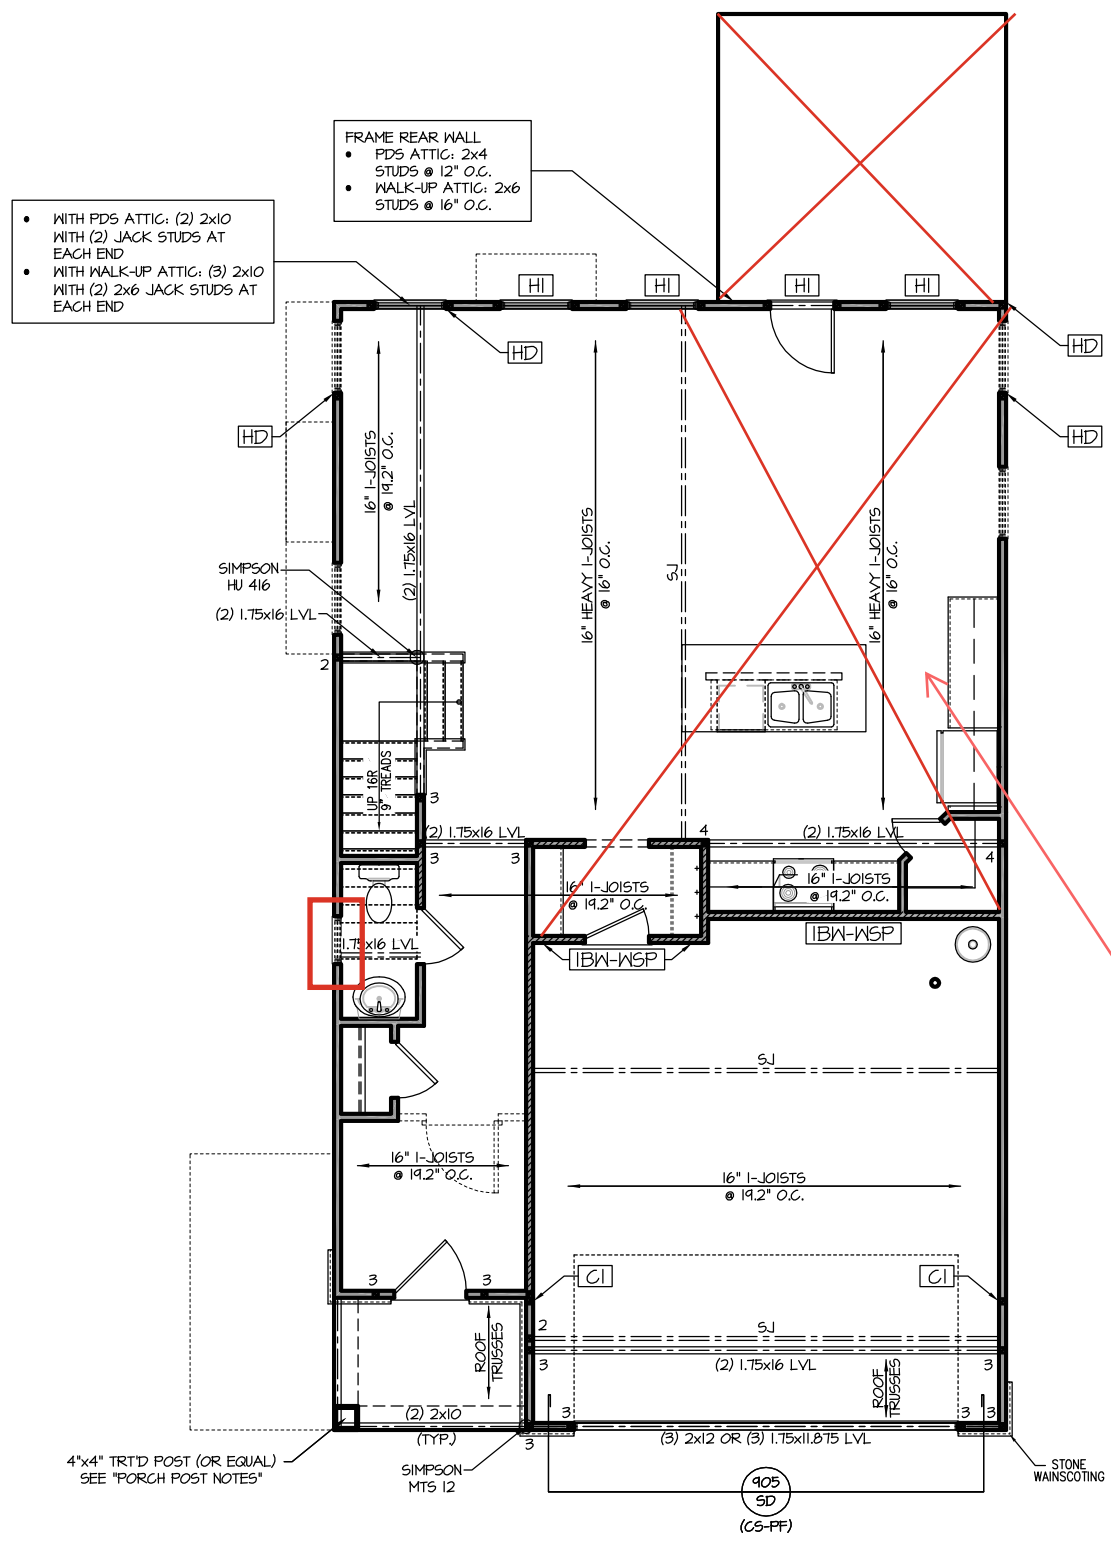 FRAME REAR WALL
• PDS ATTIC: 2x4
STUDS @ 12" O.C.
• WALK-UP ATTIC: 2x6
STUDS @ 16" O.C.
• WITH PDS ATTIC: (2) 2x10
WITH (2) JACK STUDS AT
EACH END
• WITH WALK-UP ATTIC: (3) 2x10
WITH (2) 2x6 JACK STUDS AT
EACH END
HI
HI
HI
HI
HD
HD
HD
HD
16" I-JOISTS
@ 19.2" O.C.
(2) 1.75x16 LVL
16" HEAVY I-JOISTS
@ 16" O.C.
SJ
16" HEAVY I-JOISTS
@ 16" O.C.
SIMPSON
HU 416
(2) 1.75x16 LVL
2
UP 16R
9" TREADS
3
(2) 1.75x16 LVL
4
(2) 1.75x16 LVL
3
3
4
16" I-JOISTS
@ 19.2" O.C.
16" I-JOISTS
@ 19.2" O.C.
1.75x16 LVL
IBW-WSP
IBW-WSP
SJ
16" I-JOISTS
@ 19.2" O.C.
16" I-JOISTS
@ 19.2" O.C.
3
3
CI
CI
2
SJ
ROOF
TRUSSES
3
(2) 1.75x16 LVL
3
ROOF
TRUSSES
(2) 2x10
3
3
3
(TYP.)
3
(3) 2x12 OR (3) 1.75x11.875 LVL
4"x4" TRT'D POST (OR EQUAL)
SEE "PORCH POST NOTES"
SIMPSON
MTS 12
STONE
WAINSCOTING
905
SD
(CS-PF)